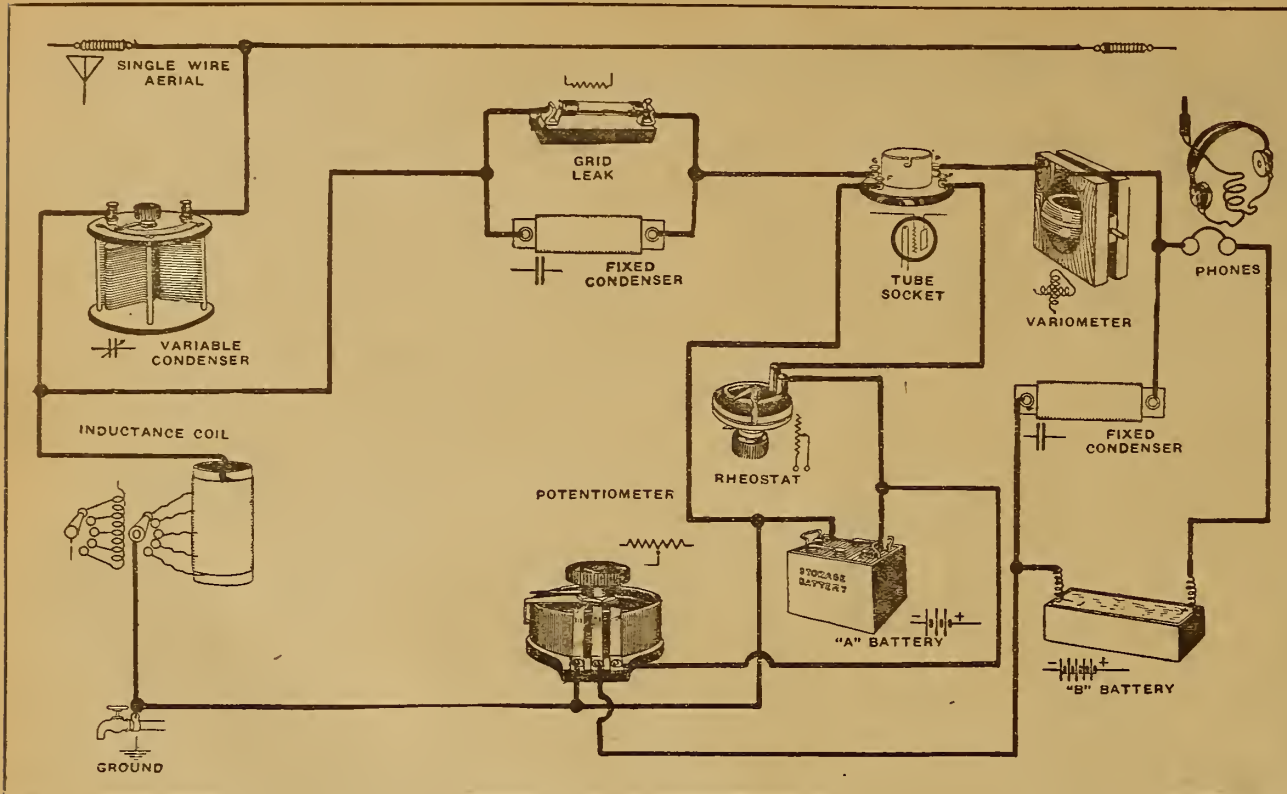 SINGLE WIRE
AERIAL
GRID
LEAK
FIXED
CONDENSER
TUBE
SOCKET
VARIOMETER
PHONES
VARIABLE
CONDENSER
INDUCTANCE COIL
RHEOSTAT
FIXED
CONDENSER
POTENTIOMETER
STORAGE
BATTERY
- +
"A" BATTERY
- +
"B" BATTERY
GROUND